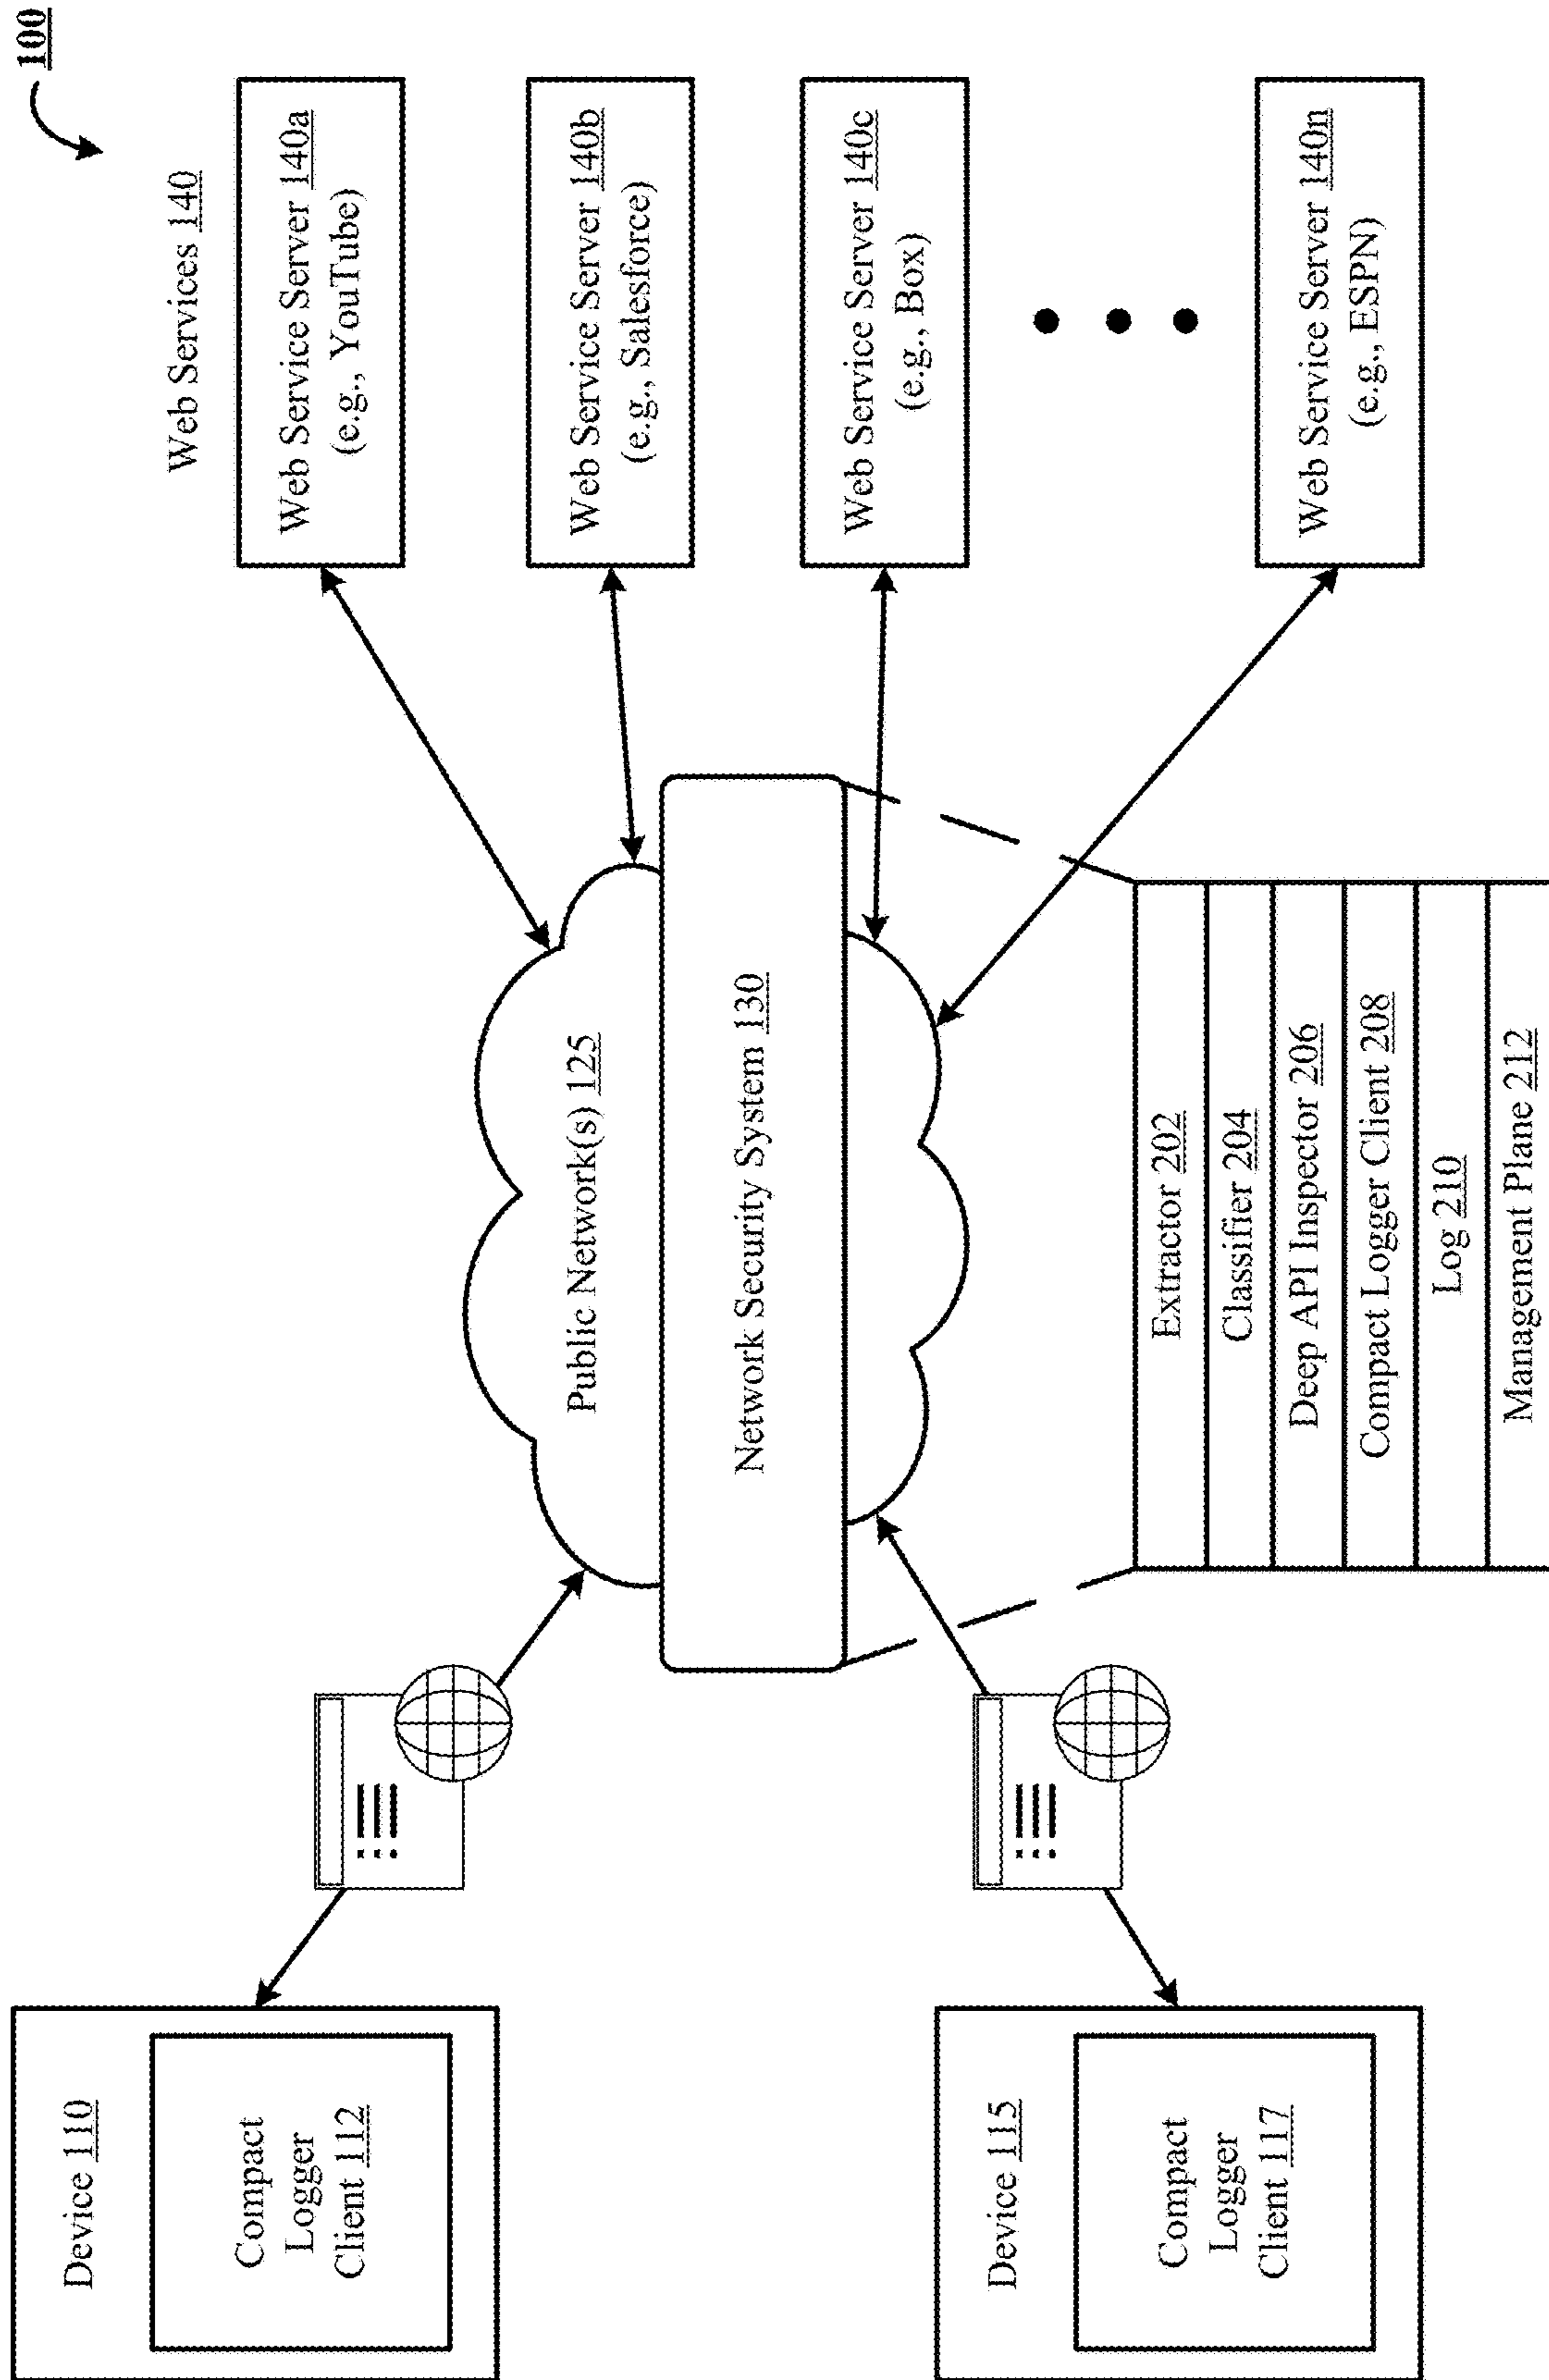 100
Web Services 140
Device 110
Compact
Logger
Client 112
Device 115
Compact
Logger
Client 117
Public Network(s) 125
Network Security System 130
Extractor 202
Classifier 204
Deep API Inspector 206
Compact Logger Client 208
Log 210
Management Plane 212
Web Service Server 140a
(e.g., YouTube)
Web Service Server 140b
(e.g., Salesforce)
Web Service Server 140c
(e.g., Box)
Web Service Server 140n
(e.g., ESPN)